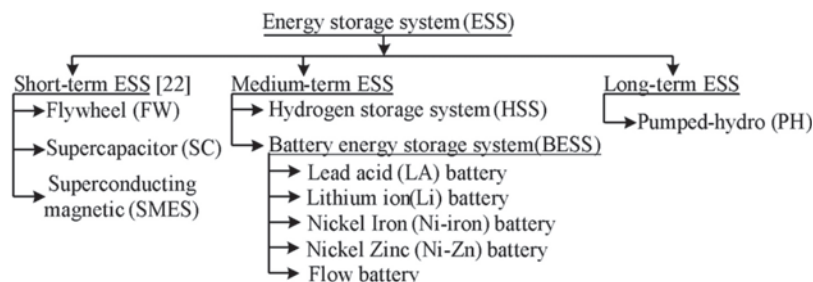 Energy storage system(ESS)
Short-term ESS [22]
Medium-term ESS
Long-term ESS
Flywheel (FW)
Hydrogen storage system(HSS)
Pumped-hydro (PH)
Supercapacitor (SC)
Battery energy storage system(BESS)
Superconducting
magnetic (SMES)
Lead acid (LA) battery
Lithium ion(Li) battery
Nickel Iron (Ni-iron) battery
Nickel Zinc (Ni-Zn) battery
Flow battery